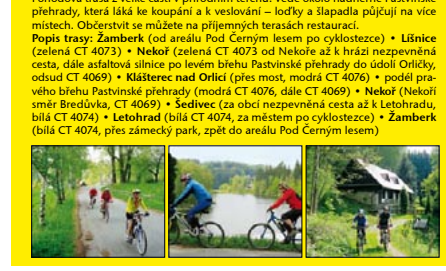 Pohodová trasa z velké části v přírodním terénu. Vede okolo nádherné Pastvinské
přehrady, která láká ke koupání a k veslování – loďky a šlapadla půjčují na více
místech. Občerstvit se můžete na příjemných terasách restaurací.
Popis trasy: Žamberk (od areálu Pod Černým lesem po cyklostezce) • Lišnice
(zelená CT 4073) • Nekoř (zelená CT 4073 od Nekoře až k hrázi nezpevněná
cesta, dále asfaltová silnice po levém břehu Pastvinské přehrady do údolí Orličky,
odsud CT 4069) • Klášterec nad Orlicí (přes most, modrá CT 4076) • podél pra-
vého břehu Pastvinské přehrady (modrá CT 4076, dále CT 4069) • Nekoř (Nekoří
směr Bredůvka, CT 4069) • Šedivec (za obcí nezpevněná cesta až k Letohradu,
bílá CT 4074) • Letohrad (bílá CT 4074, za městem po cyklostezce) • Žamberk
(bílá CT 4074, přes zámecký park, zpět do areálu Pod Černým lesem)